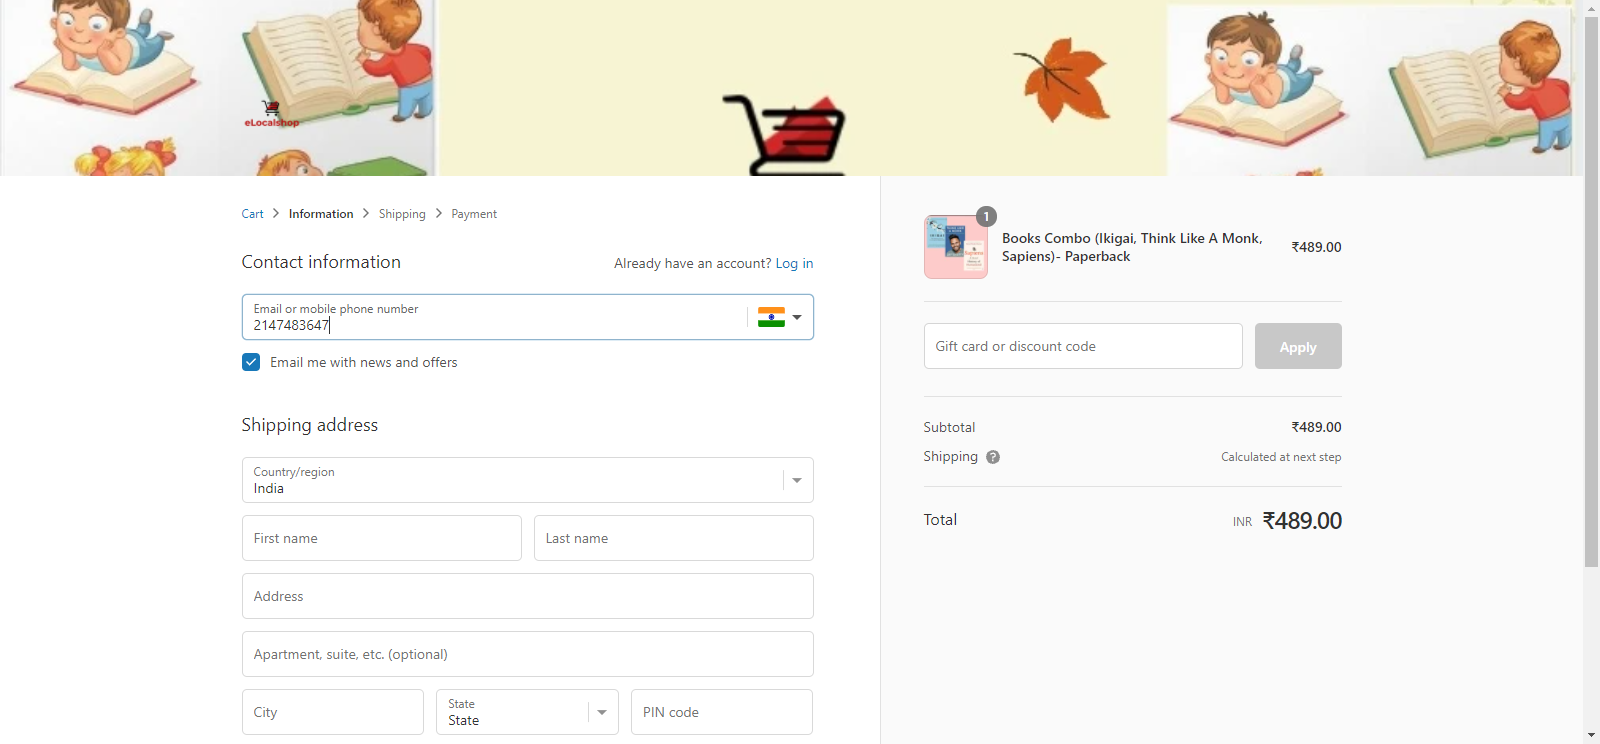 eLocalshop
Cart > Information > Shipping > Payment
Contact information
Already have an account? Log in
Email or mobile phone number
2147483647
Email me with news and offers
Shipping address
Country/region
India
First name
Last name
Address
Apartment, suite, etc. (optional)
City
State
State
PIN code
1
Books Combo (Ikigai, Think Like A Monk,
Sapiens)- Paperback
₹489.00
Gift card or discount code
Apply
Subtotal
₹489.00
Shipping ?
Calculated at next step
Total
INR ₹489.00